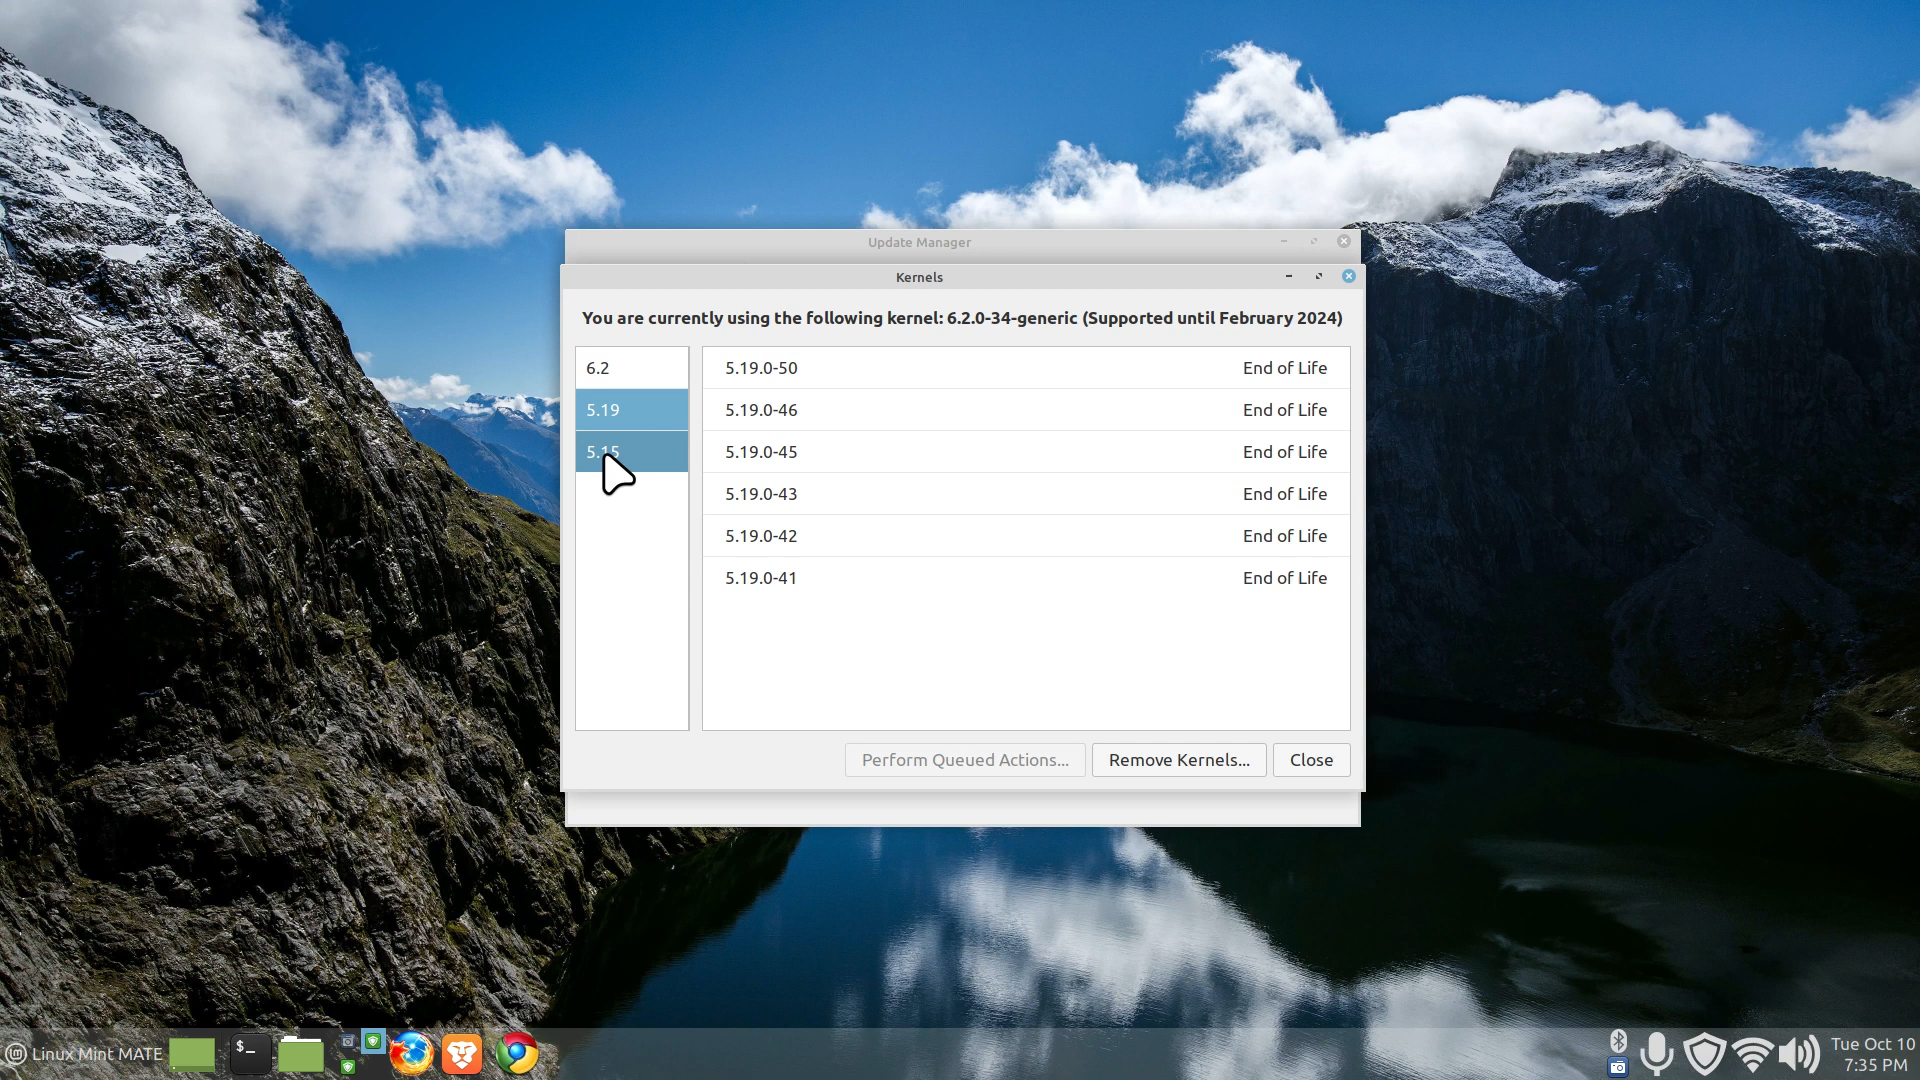 Update Manager
Kernels
You are currently using the following kernel: 6.2.0-34-generic (Supported until February 2024)
6.2
5.19
5.15
5.19.0-50 End of Life
5.19.0-46 End of Life
5.19.0-45 End of Life
5.19.0-43 End of Life
5.19.0-42 End of Life
5.19.0-41 End of Life
Perform Queued Actions... Remove Kernels... Close
Linux Mint MATE
$_
Tue Oct 10
7:35 PM